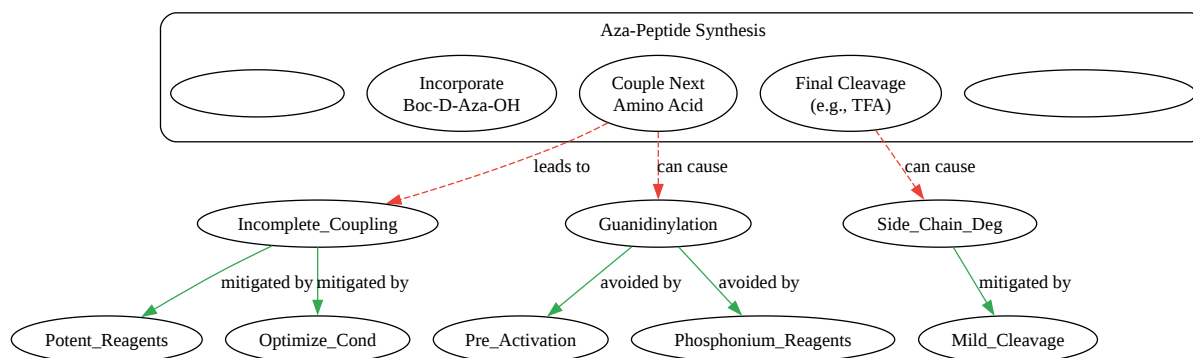 Aza-Peptide Synthesis
Incorporate
Boc-D-Aza-OH
Couple Next
Amino Acid
Final Cleavage
(e.g., TFA)
leads to
can cause
can cause
Incomplete_Coupling
Guanidinylation
Side_Chain_Deg
mitigated by
mitigated by
avoided by
avoided by
mitigated by
Potent_Reagents
Optimize_Cond
Pre_Activation
Phosphonium_Reagents
Mild_Cleavage